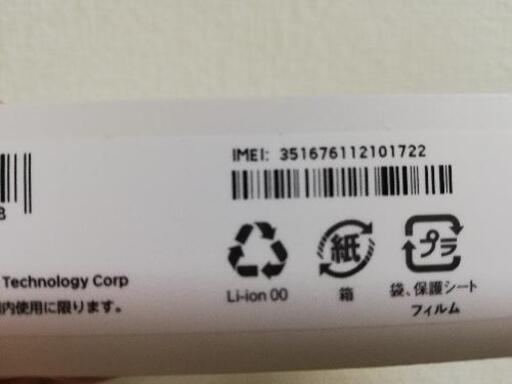 IMEI: 351676112101722
Technology Corp
内使用に限ります。
Li-ion 00
紙
箱
プラ
袋、保護シート
フィルム